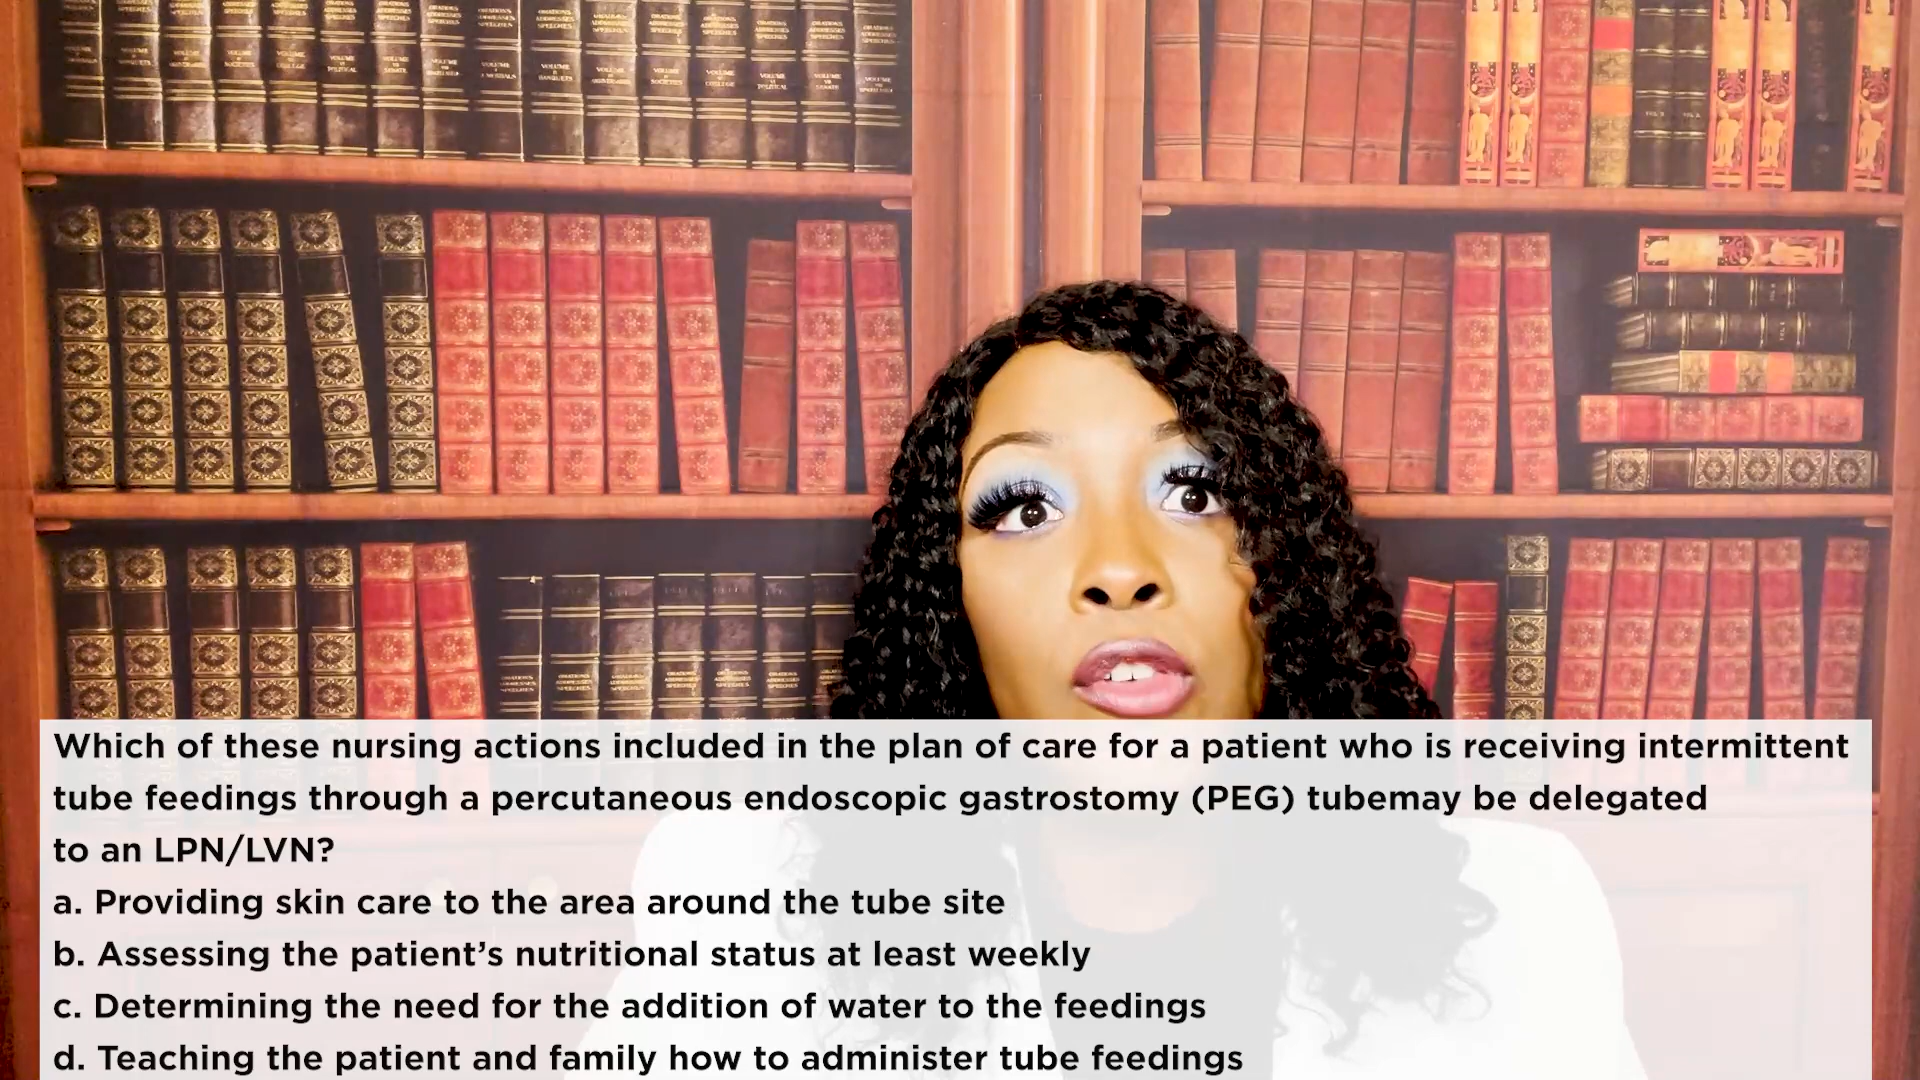 Which of these nursing actions included in the plan of care for a patient who is receiving intermittent
tube feedings through a percutaneous endoscopic gastrostomy (PEG) tubemay be delegated
to an LPN/LVN?
a. Providing skin care to the area around the tube site
b. Assessing the patient’s nutritional status at least weekly
c. Determining the need for the addition of water to the feedings
d. Teaching the patient and family how to administer tube feedings